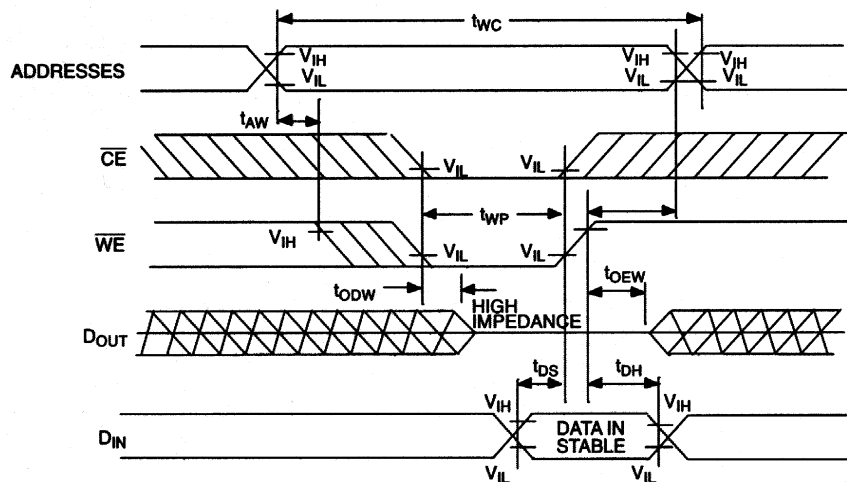 tWC
ADDRESSES
VIH
VIL
VIH
VIL
VIH
VIL
tAW
CE
VIL
VIL
tWP
WE
VIH
VIL
VIL
tODW
HIGH
IMPEDANCE
tOEW
DOUT
tDS
tDH
VIH
VIH
DIN
DATA IN
STABLE
VIL
VIL